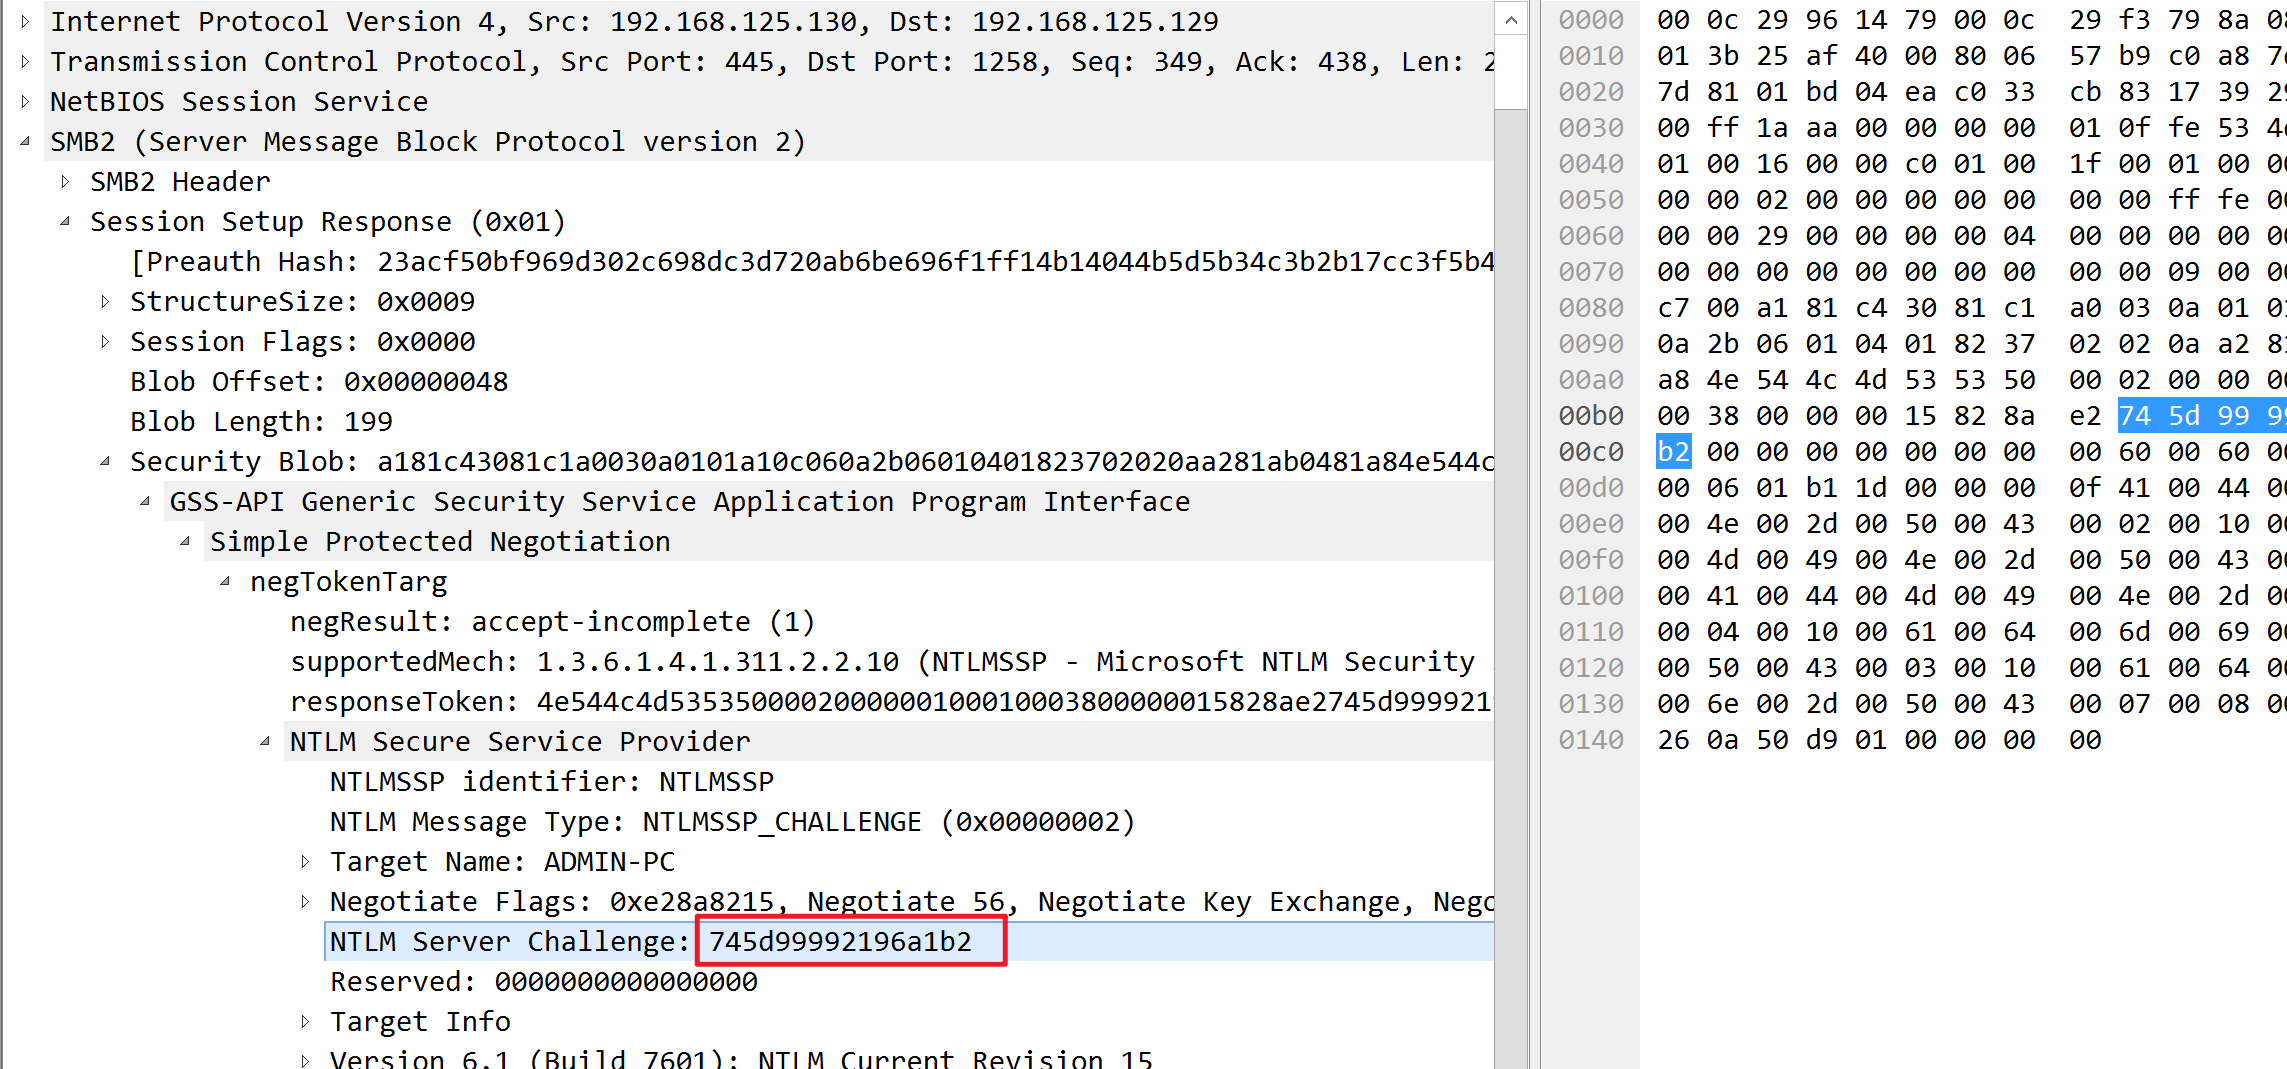 Internet Protocol Version 4, Src: 192.168.125.130, Dst: 192.168.125.129
Transmission Control Protocol, Src Port: 445, Dst Port: 1258, Seq: 349, Ack: 438, Len: 2
NetBIOS Session Service
SMB2 (Server Message Block Protocol version 2)
SMB2 Header
Session Setup Response (0x01)
[Preauth Hash: 23acf50bf969d302c698dc3d720ab6be696f1ff14b14044b5d5b34c3b2b17cc3f5b4
StructureSize: 0x0009
Session Flags: 0x0000
Blob Offset: 0x00000048
Blob Length: 199
Security Blob: a181c43081c1a0030a0101a10c060a2b06010401823702020aa281ab0481a84e544c
GSS-API Generic Security Service Application Program Interface
Simple Protected Negotiation
negTokenTarg
negResult: accept-incomplete (1)
supportedMech: 1.3.6.1.4.1.311.2.2.10 (NTLMSSP - Microsoft NTLM Security
responseToken: 4e544c4d5353500002000000100010003800000015828ae2745d9999219
NTLM Secure Service Provider
NTLMSSP identifier: NTLMSSP
NTLM Message Type: NTLMSSP_CHALLENGE (0x00000002)
Target Name: ADMIN-PC
Negotiate Flags: 0xe28a8215, Negotiate 56, Negotiate Key Exchange, Nego
NTLM Server Challenge: 745d99992196a1b2
Reserved: 0000000000000000
Target Info
Version 6.1 (Build 7601); NTLM Current Revision 15
0000 00 0c 29 96 14 79 00 0c 29 f3 79 8a 08
0010 01 3b 25 af 40 00 80 06 57 b9 c0 a8 7d
0020 7d 81 01 bd 04 ea c0 33 cb 83 17 39 29
0030 00 ff 1a aa 00 00 00 00 01 0f fe 53 4d
0040 01 00 16 00 00 c0 01 00 1f 00 01 00 00
0050 00 00 02 00 00 00 00 00 00 00 ff fe 00
0060 00 00 29 00 00 00 00 04 00 00 00 00 00
0070 00 00 00 00 00 00 00 00 00 00 09 00 00
0080 c7 00 a1 81 c4 30 81 c1 a0 03 0a 01 01
0090 0a 2b 06 01 04 01 82 37 02 02 0a a2 81
00a0 a8 4e 54 4c 4d 53 53 50 00 02 00 00 00
00b0 00 38 00 00 00 15 82 8a e2 74 5d 99 99
00c0 b2 00 00 00 00 00 00 00 00 60 00 60 00
00d0 00 06 01 b1 1d 00 00 00 0f 41 00 44 00
00e0 00 4e 00 2d 00 50 00 43 00 02 00 10 00
00f0 00 4d 00 49 00 4e 00 2d 00 50 00 43 00
0100 00 41 00 44 00 4d 00 49 00 4e 00 2d 00
0110 00 04 00 10 00 61 00 64 00 6d 00 69 00
0120 00 50 00 43 00 03 00 10 00 61 00 64 00
0130 00 6e 00 2d 00 50 00 43 00 07 00 08 00
0140 26 0a 50 d9 01 00 00 00 00